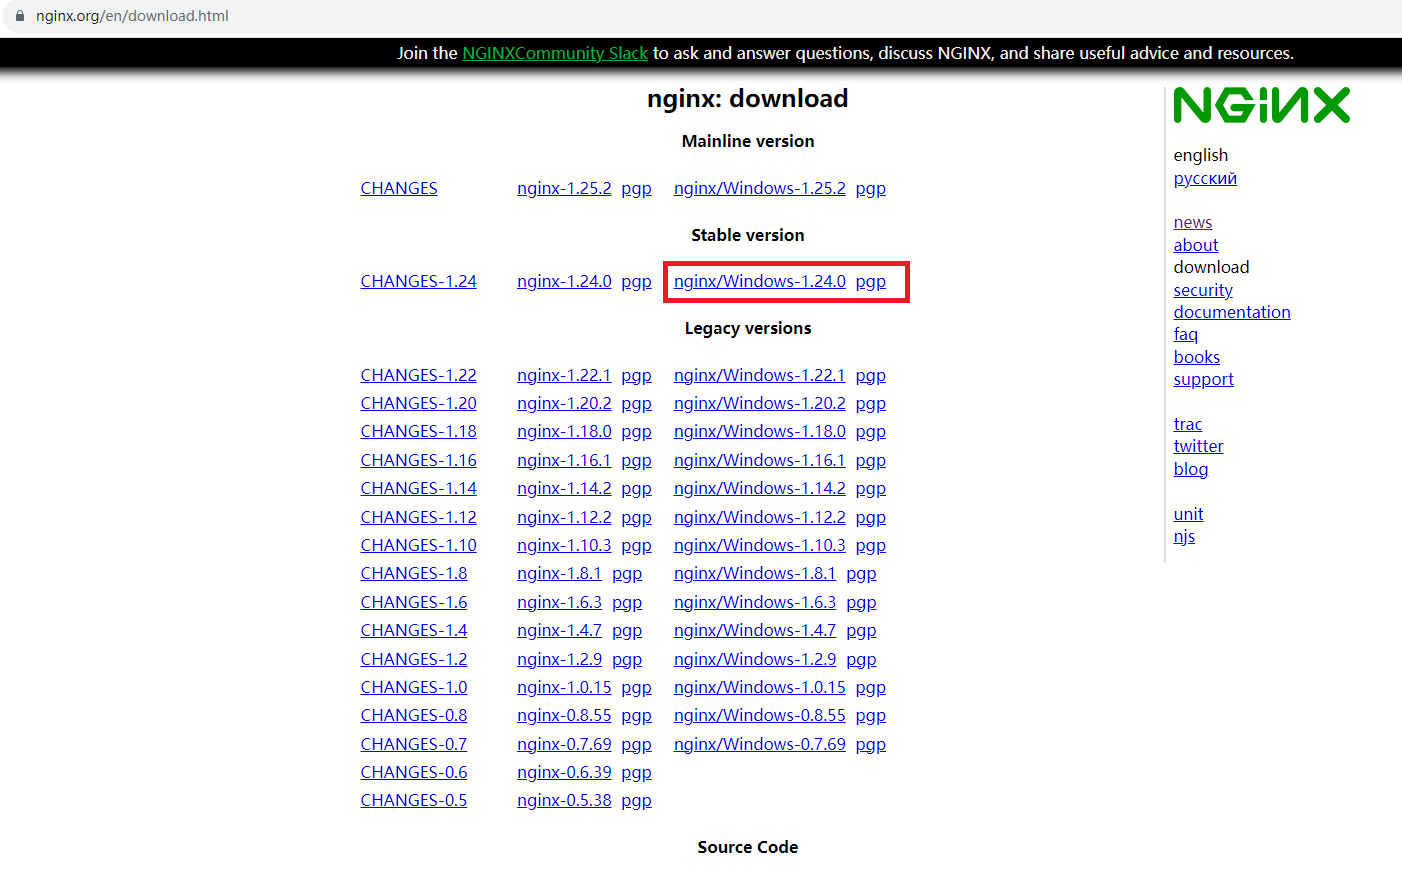 nginx.org/en/download.html
Join the NGINXCommunity Slack to ask and answer questions, discuss NGINX, and share useful advice and resources.
nginx: download
Mainline version
CHANGES nginx-1.25.2 pgp nginx/Windows-1.25.2 pgp
Stable version
CHANGES-1.24 nginx-1.24.0 pgp nginx/Windows-1.24.0 pgp
Legacy versions
CHANGES-1.22 nginx-1.22.1 pgp nginx/Windows-1.22.1 pgp
CHANGES-1.20 nginx-1.20.2 pgp nginx/Windows-1.20.2 pgp
CHANGES-1.18 nginx-1.18.0 pgp nginx/Windows-1.18.0 pgp
CHANGES-1.16 nginx-1.16.1 pgp nginx/Windows-1.16.1 pgp
CHANGES-1.14 nginx-1.14.2 pgp nginx/Windows-1.14.2 pgp
CHANGES-1.12 nginx-1.12.2 pgp nginx/Windows-1.12.2 pgp
CHANGES-1.10 nginx-1.10.3 pgp nginx/Windows-1.10.3 pgp
CHANGES-1.8 nginx-1.8.1 pgp nginx/Windows-1.8.1 pgp
CHANGES-1.6 nginx-1.6.3 pgp nginx/Windows-1.6.3 pgp
CHANGES-1.4 nginx-1.4.7 pgp nginx/Windows-1.4.7 pgp
CHANGES-1.2 nginx-1.2.9 pgp nginx/Windows-1.2.9 pgp
CHANGES-1.0 nginx-1.0.15 pgp nginx/Windows-1.0.15 pgp
CHANGES-0.8 nginx-0.8.55 pgp nginx/Windows-0.8.55 pgp
CHANGES-0.7 nginx-0.7.69 pgp nginx/Windows-0.7.69 pgp
CHANGES-0.6 nginx-0.6.39 pgp
CHANGES-0.5 nginx-0.5.38 pgp
Source Code
NGINX
english
русский
news
about
download
security
documentation
faq
books
support
trac
twitter
blog
unit
njs